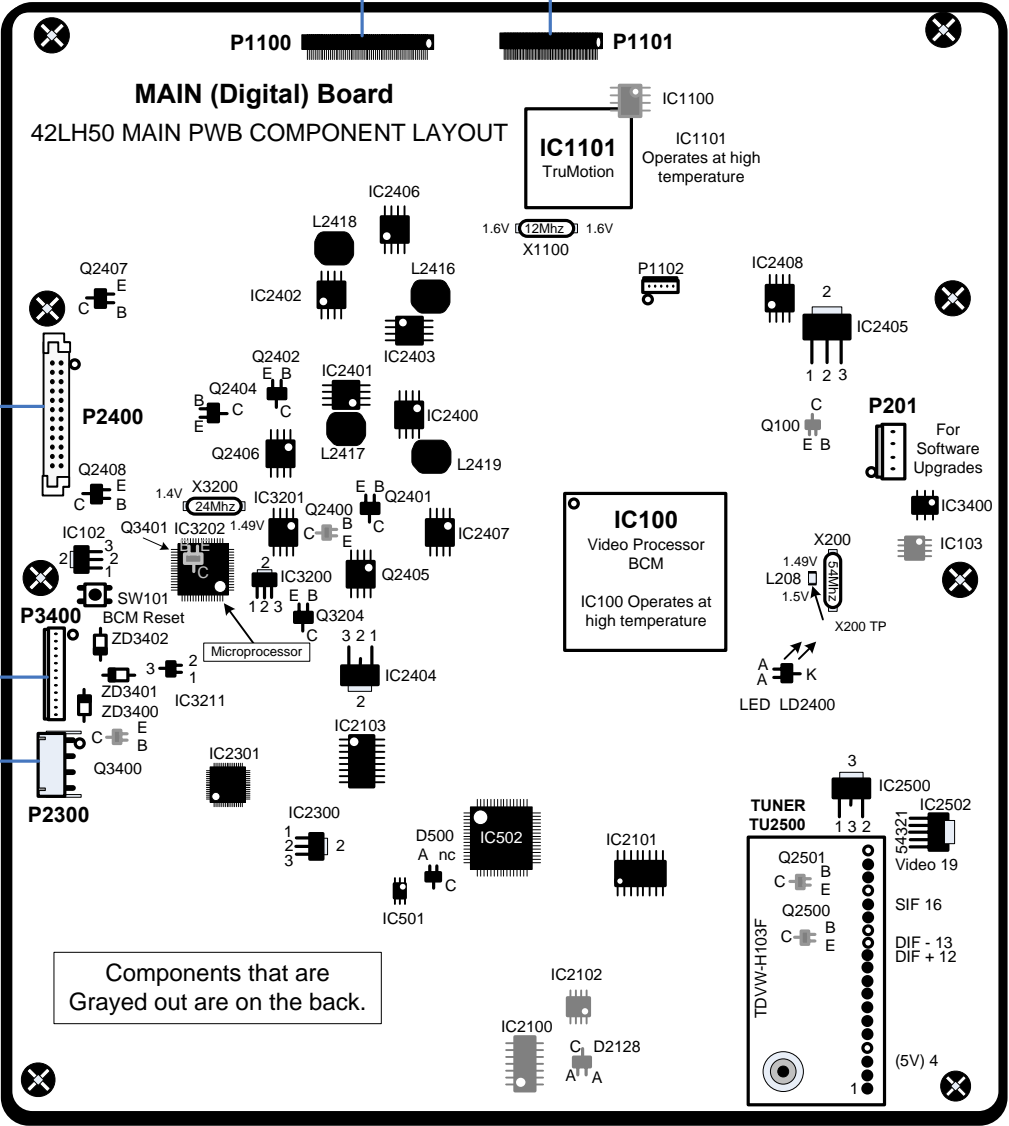 P1100
P1101
MAIN (Digital) Board
42LH50 MAIN PWB COMPONENT LAYOUT
IC1100
IC1101
TruMotion
IC1101
Operates at high
temperature
1.6V
12Mhz
1.6V
X1100
IC2406
L2418
IC2402
L2416
IC2403
P1102
IC2408
2
IC2405
1 2 3
Q2407
E
C
B
P2400
Q2402
E B
C
Q2404
B
C
E
IC2401
L2417
IC2400
L2419
Q2406
Q100
C
E B
P201
For
Software
Upgrades
IC3400
IC103
Q2408
E
C
B
X3200
1.4V
24Mhz
1.49V
Q3401
IC3202
B E
C
IC3201
Q2400
B
C
E
E B
Q2401
C
IC2407
Q2405
IC102
3
2
2
1
SW101
BCM Reset
2
IC3200
1 2 3
E B
Q3204
C
Microprocessor
IC100
Video Processor
BCM
IC100 Operates at
high temperature
X200
1.49V
L208
54Mhz
1.5V
X200 TP
P3400
ZD3402
ZD3401
ZD3400
3
2
1
IC3211
3 2 1
IC2404
2
A
A
K
LED LD2400
E
C
B
Q3400
P2300
IC2301
IC2103
IC2300
1
2
3
2
D500
A nc
C
IC502
IC501
IC2101
3
IC2500
1 3 2
TUNER
TU2500
IC2502
54321
Video 19
Q2501
B
C
E
SIF 16
Q2500
B
C
E
DIF - 13
DIF + 12
TDVW-H103F
(5V) 4
1
Components that are
Grayed out are on the back.
IC2102
IC2100
C
D2128
A
A